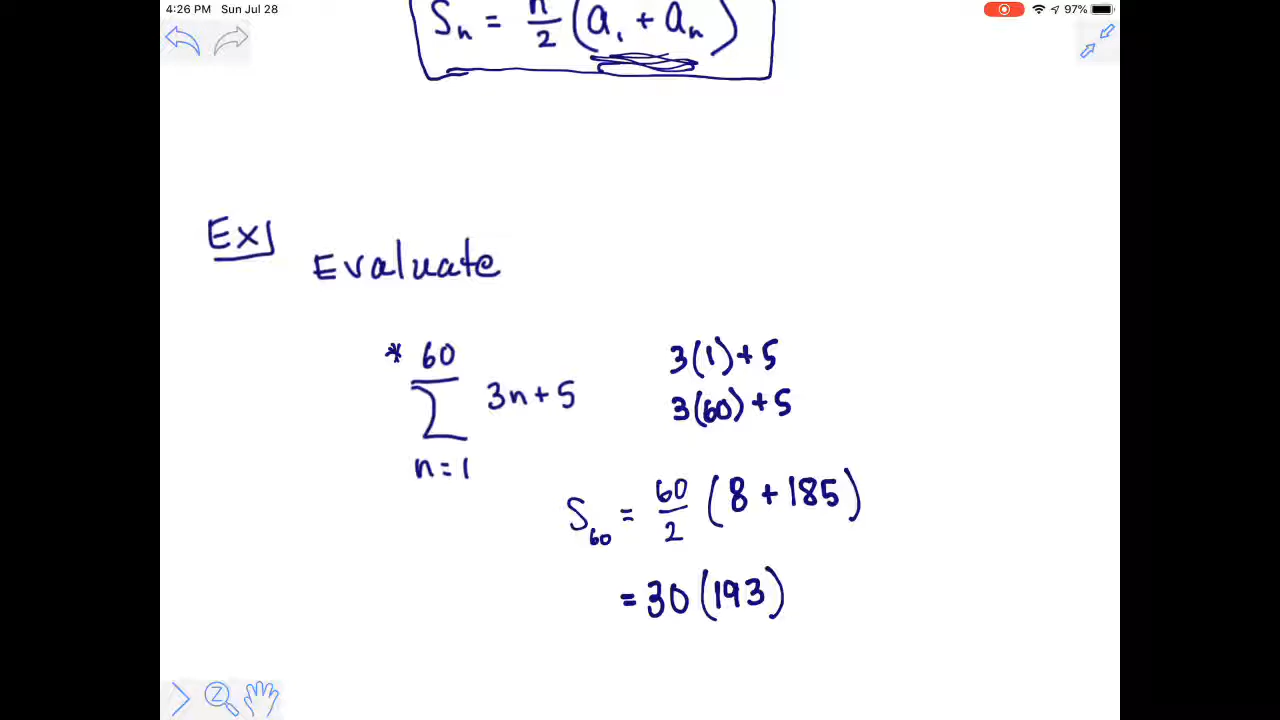 4:26 PM Sun Jul 28 97%
Sₙ = n/2 (a₁ + aₙ)
Ex
Evaluate
* 60
∑ 3n + 5
n = 1
3(1) + 5
3(60) + 5
S₆₀ = 60/2 (8 + 185)
= 30 (193)
Z